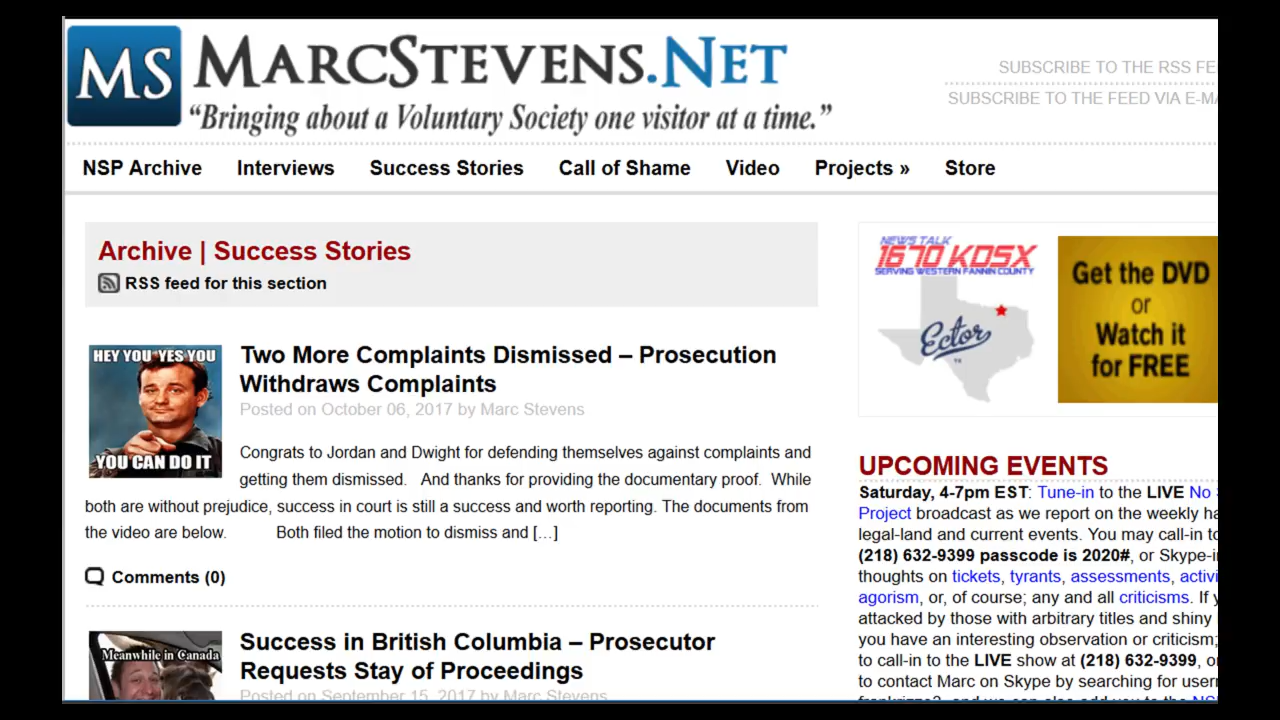 MS MARCSTEVENS.NET
“Bringing about a Voluntary Society one visitor at a time.”
SUBSCRIBE TO THE RSS FE
SUBSCRIBE TO THE FEED VIA E-MA
NSP Archive Interviews Success Stories Call of Shame Video Projects » Store
Archive | Success Stories
RSS feed for this section
HEY YOU, YES YOU
YOU CAN DO IT
Two More Complaints Dismissed – Prosecution
Withdraws Complaints
Posted on October 06, 2017 by Marc Stevens
Congrats to Jordan and Dwight for defending themselves against complaints and
getting them dismissed. And thanks for providing the documentary proof. While
both are without prejudice, success in court is still a success and worth reporting. The documents from
the video are below. Both filed the motion to dismiss and […]
Comments (0)
Meanwhile in Canada
Success in British Columbia – Prosecutor
Requests Stay of Proceedings
Posted on September 15, 2017 by Marc Stevens
NEWS TALK
1670 KDSX
SERVING WESTERN FANNIN COUNTY
Ector
TX
Get the DVD
or
Watch it
for FREE
UPCOMING EVENTS
Saturday, 4-7pm EST: Tune-in to the LIVE No
Project broadcast as we report on the weekly ha
legal-land and current events. You may call-in to
(218) 632-9399 passcode is 2020#, or Skype-i
thoughts on tickets, tyrants, assessments, activi
agorism, or, of course; any and all criticisms. If y
attacked by those with arbitrary titles and shiny
you have an interesting observation or criticism;
to call-in to the LIVE show at (218) 632-9399, o
to contact Marc on Skype by searching for usern